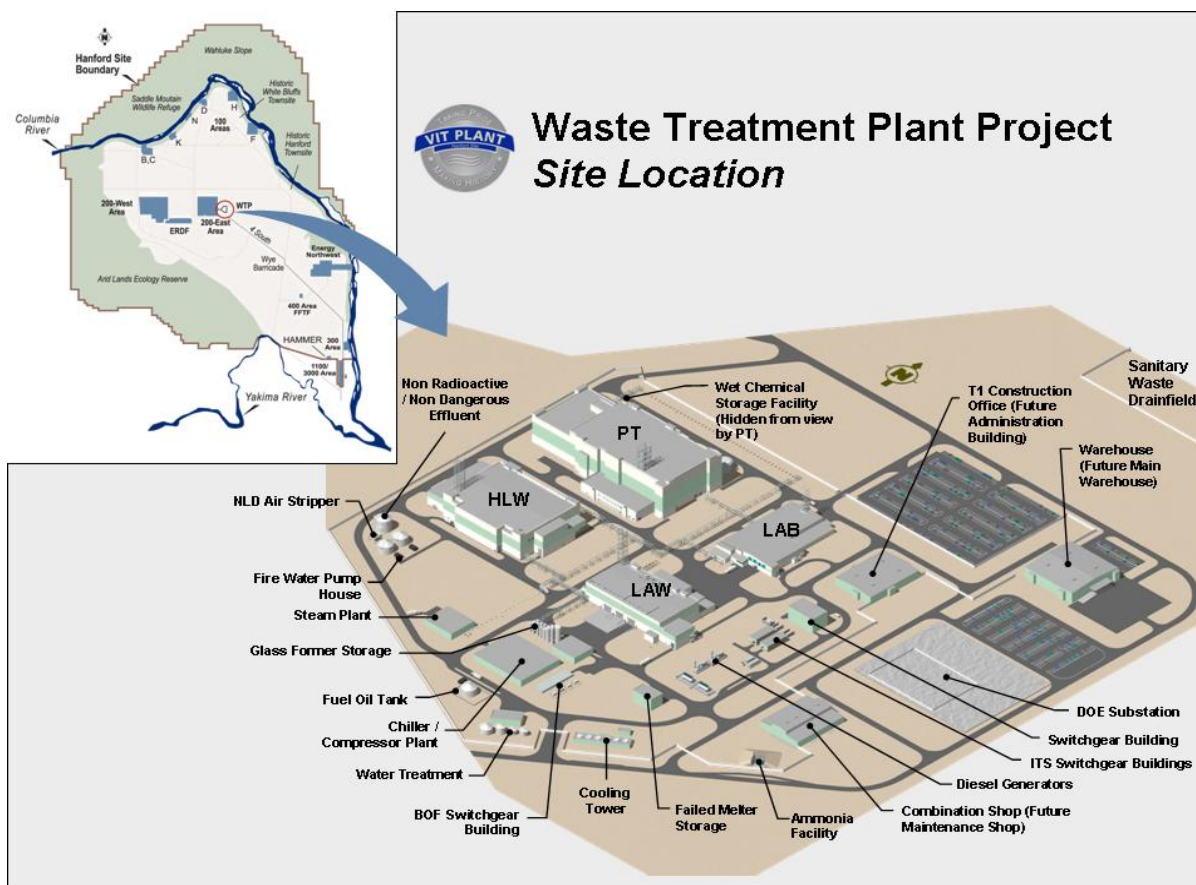 Waste Treatment Plant Project
Site Location
TAKING PRIDE
VIT PLANT
MAKING HISTORY
N
Hanford Site
Boundary
Wahluke Slope
Saddle Moutain
Wildlife Refuge
Historic
White Bluffs
Townsite
Columbia
River
D
H
N
100
Areas
K
F
B,C
Historic
Hanford
Townsite
200-West
Area
ERDF
200-East
Area
WTP
4 South
Wye
Barricade
Energy
Northwest
Arid Lands Ecology Reserve
400 Area
FFTF
HAMMER
300
Area
1100/
3000 Area
Yakima River
Non Radioactive
/ Non Dangerous
Effluent
Wet Chemical
Storage Facility
(Hidden from view
by PT)
N
T1 Construction
Office (Future
Administration
Building)
Sanitary
Waste
Drainfield
Warehouse
(Future Main
Warehouse)
PT
HLW
LAB
LAW
NLD Air Stripper
Fire Water Pump
House
Steam Plant
Glass Former Storage
Fuel Oil Tank
Chiller /
Compressor Plant
Water Treatment
BOF Switchgear
Building
Cooling
Tower
Failed Melter
Storage
Ammonia
Facility
Combination Shop (Future
Maintenance Shop)
Diesel Generators
ITS Switchgear Buildings
Switchgear Building
DOE Substation